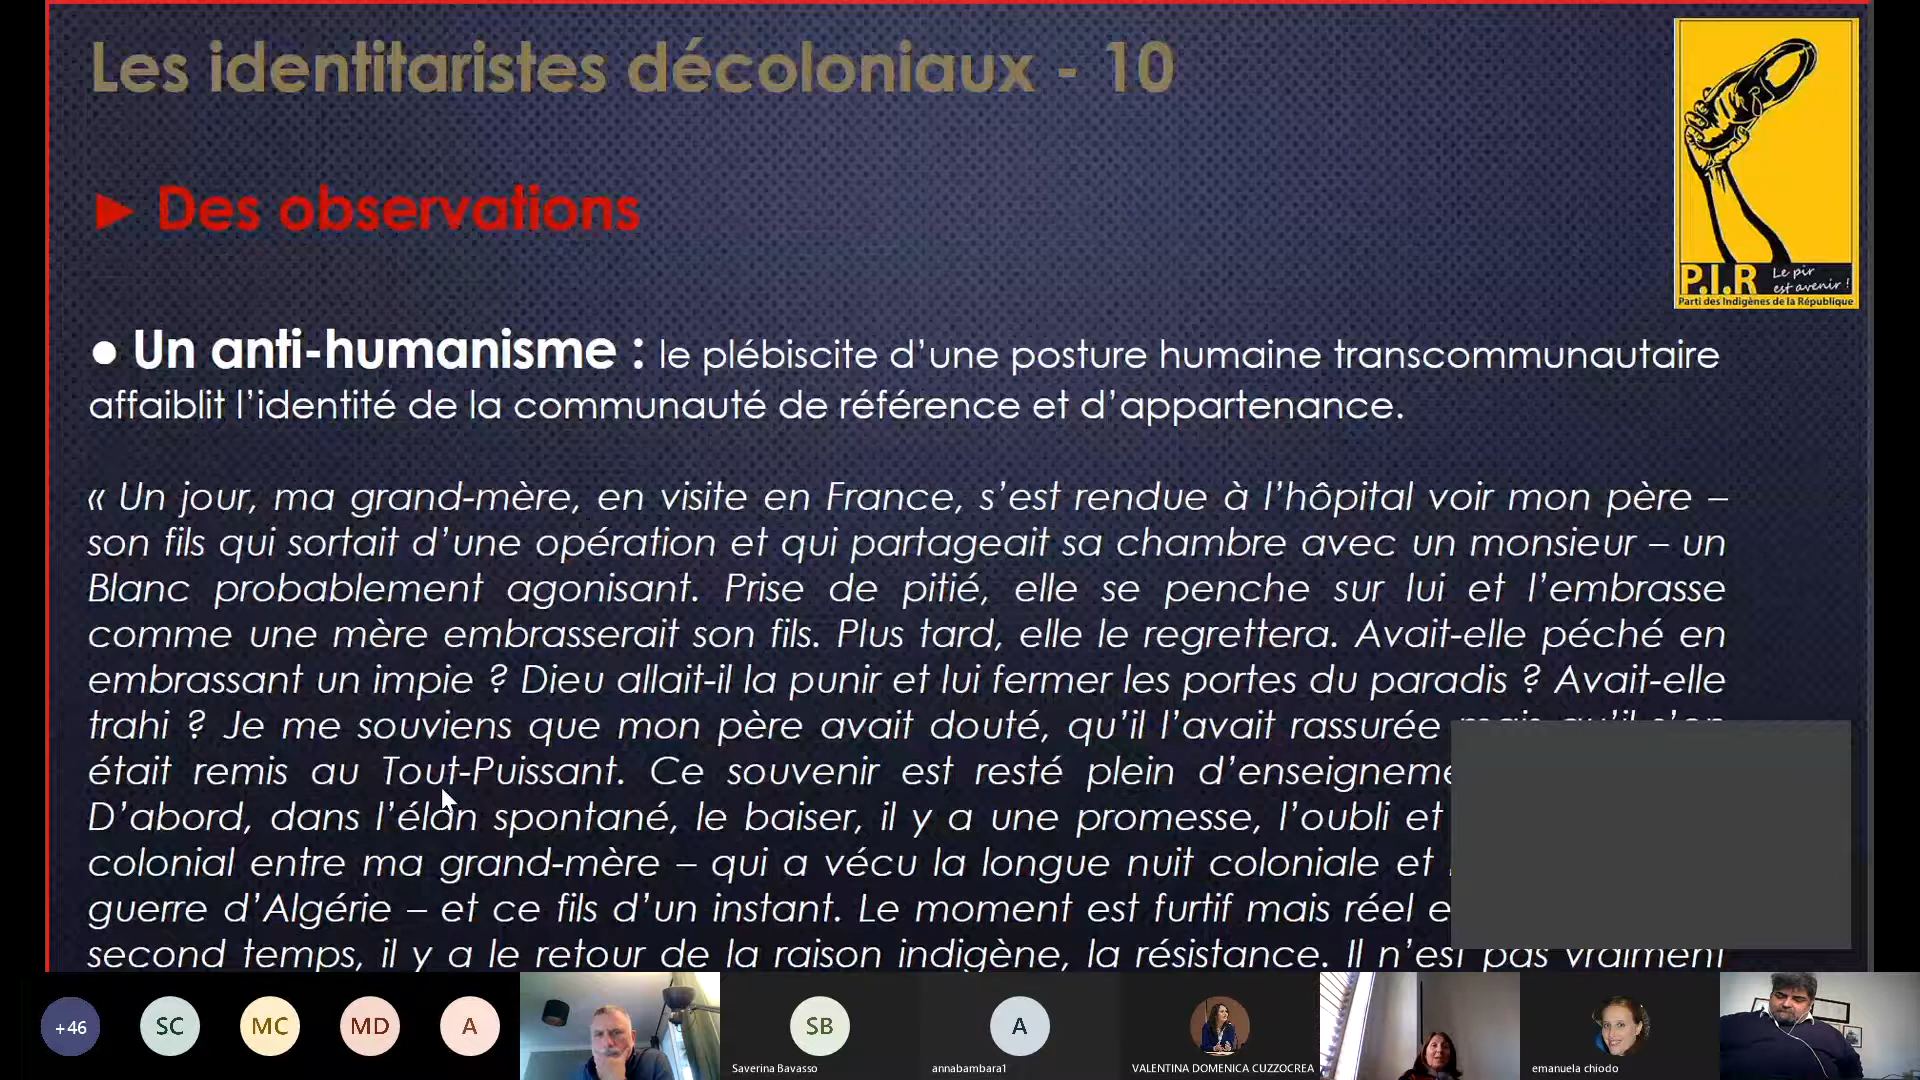 Les identitaristes décoloniaux - 10
► Des observations
P.I.R Le pir
est avenir !
Parti des Indigènes de la République
● Un anti-humanisme : le plébiscite d’une posture humaine transcommunautaire
affaiblit l’identité de la communauté de référence et d’appartenance.
« Un jour, ma grand-mère, en visite en France, s’est rendue à l’hôpital voir mon père –
son fils qui sortait d’une opération et qui partageait sa chambre avec un monsieur – un
Blanc probablement agonisant. Prise de pitié, elle se penche sur lui et l’embrasse
comme une mère embrasserait son fils. Plus tard, elle le regrettera. Avait-elle péché en
embrassant un impie ? Dieu allait-il la punir et lui fermer les portes du paradis ? Avait-elle
trahi ? Je me souviens que mon père avait douté, qu’il l’avait rassurée mais qu’il s’en
était remis au Tout-Puissant. Ce souvenir est resté plein
D’abord, dans l’élan spontané, le baiser, il y a une promesse, l’oubli et
colonial entre ma grand-mère – qui a vécu la longue nuit coloniale et
guerre d’Algérie – et ce fils d’un instant. Le moment est furtif mais réel
second temps, il y a le retour de la raison indigène, la résistance. Il n’est pas vraiment
+46
SC
MC
MD
A
SB
Saverina Bavasso
A
annabambara1
VALENTINA DOMENICA CUZZOCREA
emanuela chiodo